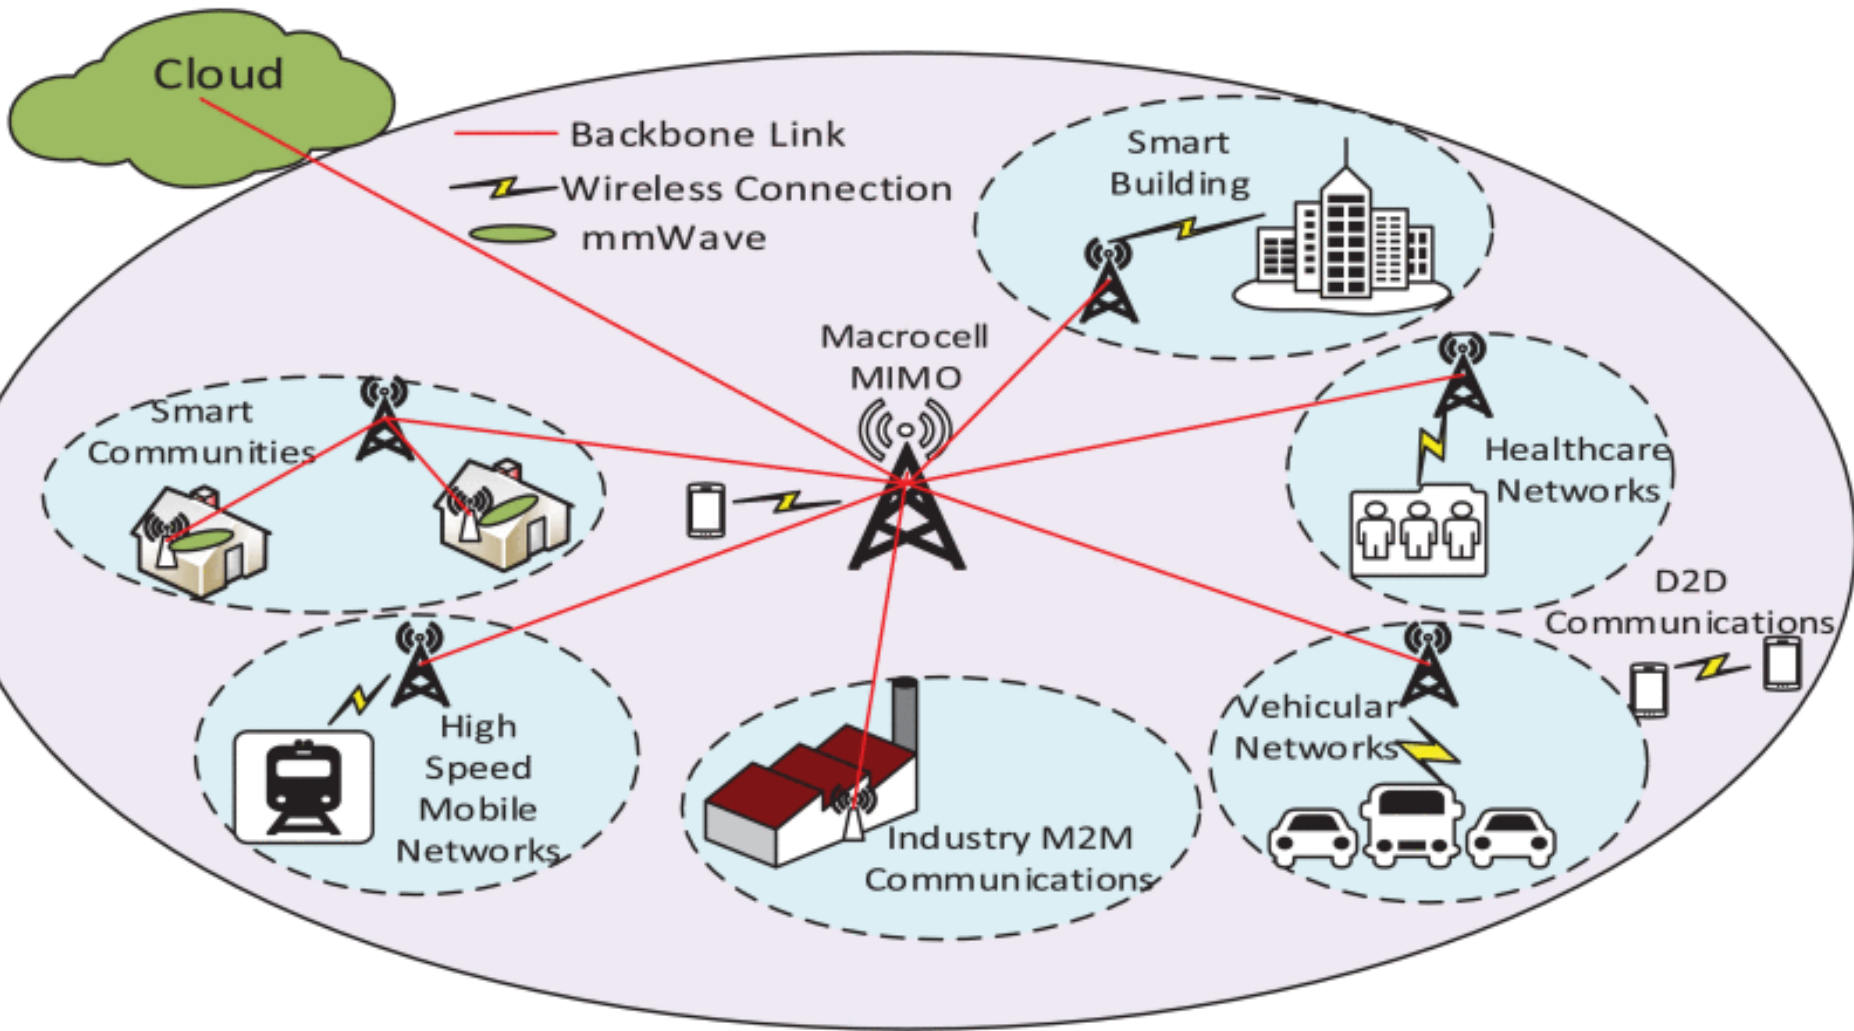 Cloud
Backbone Link
Wireless Connection
mmWave
Smart
Building
Macrocell
MIMO
Smart
Communities
Healthcare
Networks
D2D
Communications
High
Speed
Mobile
Networks
Industry M2M
Communications
Vehicular
Networks